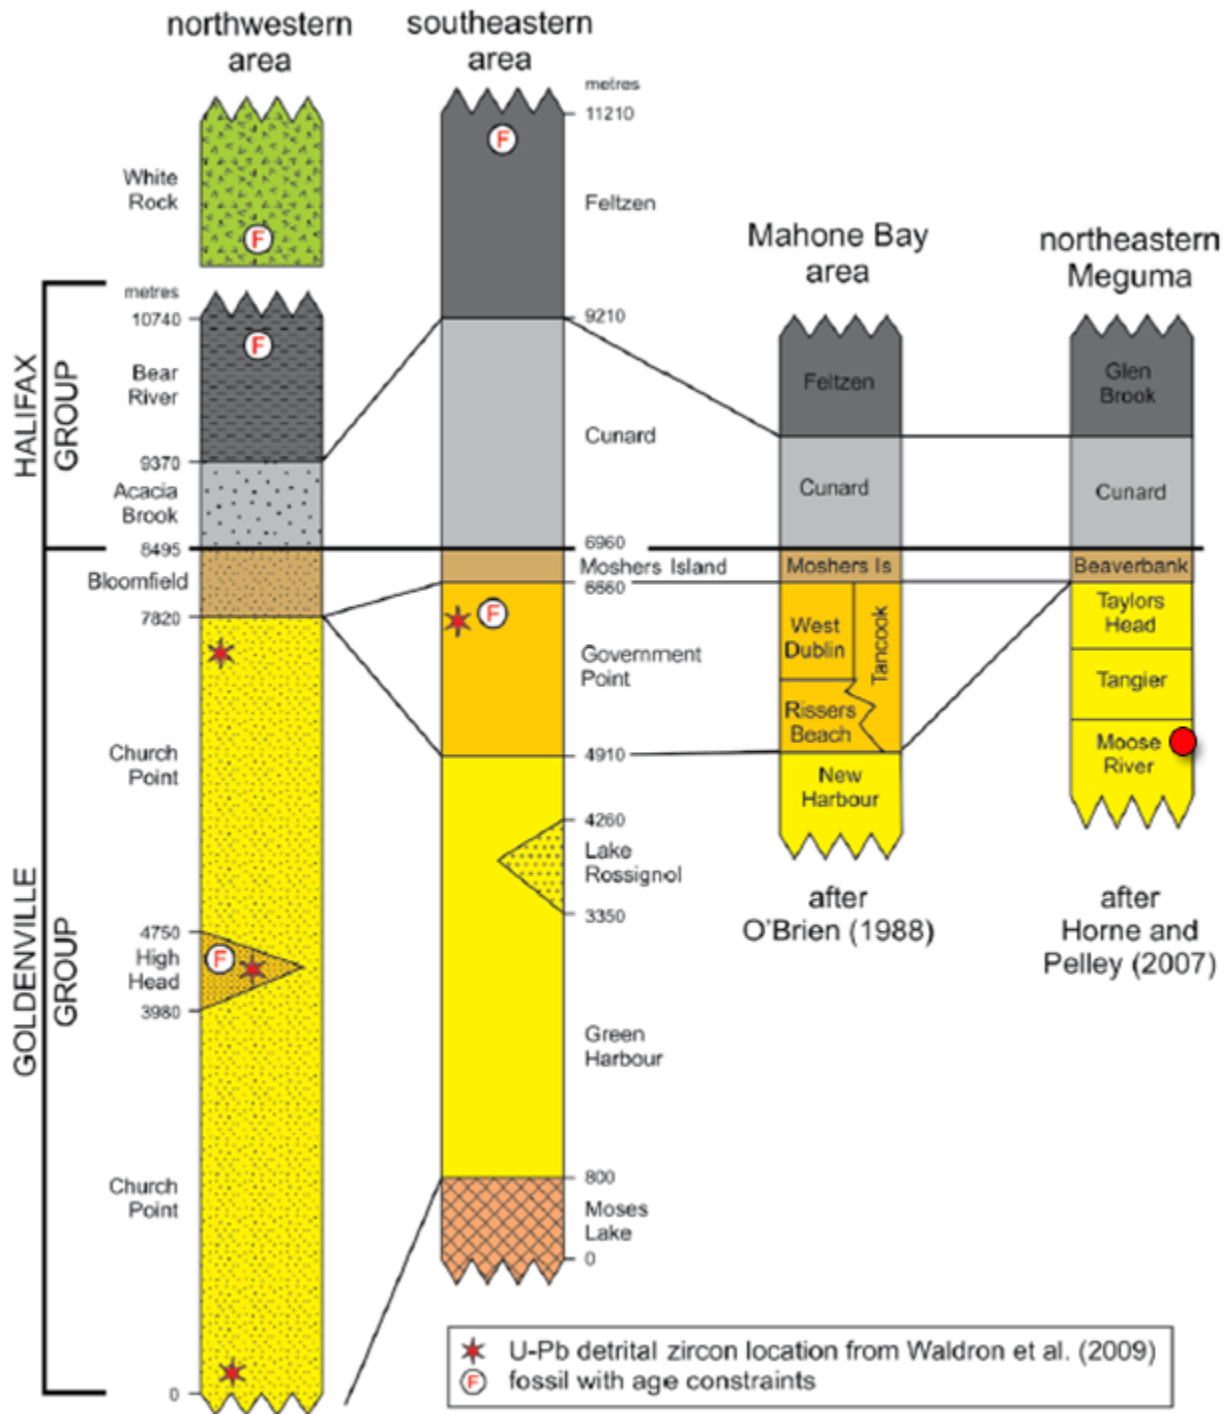 northwestern
area
southeastern
area
metres
11210
White
Rock
F
F
Feltzen
Mahone Bay
area
northeastern
Meguma
metres
10740
9210
HALIFAX
GROUP
Bear
River
F
Feltzen
Glen
Brook
9370
Cunard
Acacia
Brook
Cunard
Cunard
8495
6960
Bloomfield
Moshers Island
Moshers Is
Beaverbank
6660
7820
F
West
Dublin
Tancook
Taylors
Head
Government
Point
Tangier
Church
Point
Rissers
Beach
Moose
River
4910
New
Harbour
4260
Lake
Rossignol
3350
after
O'Brien (1988)
after
Horne and
Pelley (2007)
GOLDENVILLE
GROUP
4750
High
Head
F
3980
Green
Harbour
Church
Point
800
Moses
Lake
0
0
U-Pb detrital zircon location from Waldron et al. (2009)
F fossil with age constraints